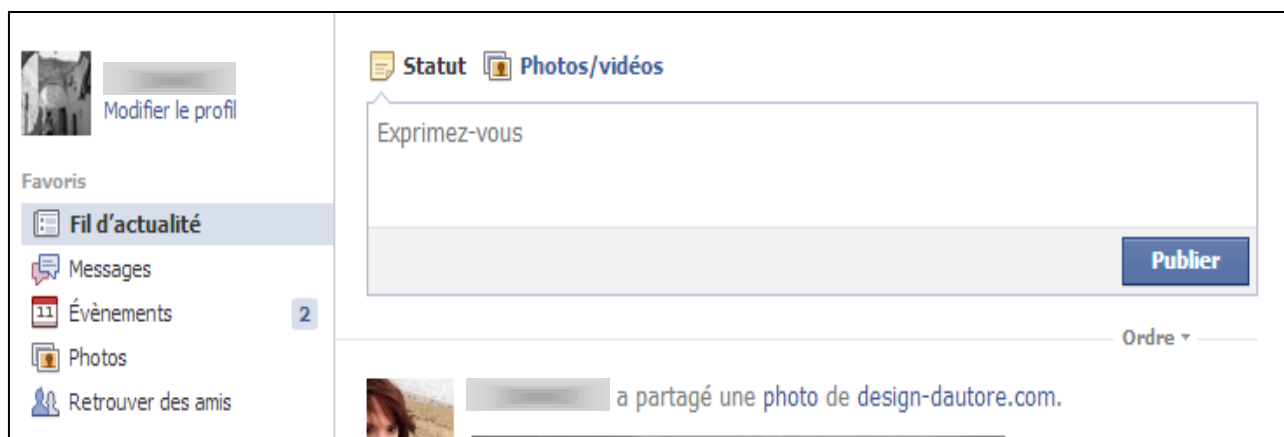 Modifier le profil
Favoris
Fil d'actualité
Messages
11 Évènements 2
Photos
Retrouver des amis
Statut Photos/vidéos
Exprimez-vous
Publier
Ordre
a partagé une photo de design-dautore.com.